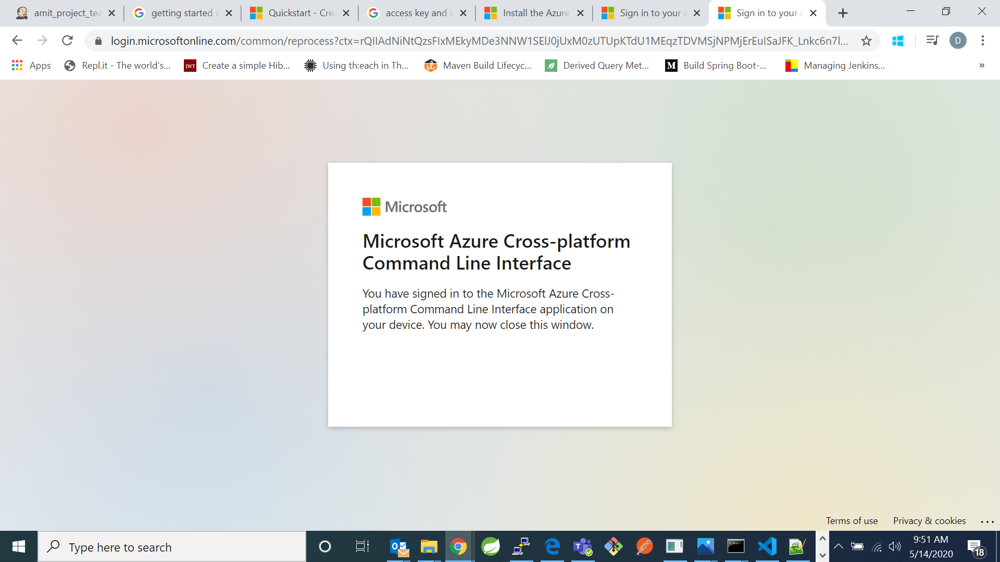 amit_project_tea
getting started w
Quickstart - Crea
access key and s
Install the Azure
Sign in to your a
Sign in to your a
login.microsoftonline.com/common/reprocess?ctx=rQIIAdNiNtQzsFIxMEkyMDe3NNW1SElJ0jUxM0zUTUpKTdU1MEqzTDVMSjNPMjErEuISaJFK_Lnkc6n7l...
D
Apps
Repl.it - The world's...
JWT
Create a simple Hib...
Using th:each in Th...
Maven Build Lifecyc...
Derived Query Met...
M
Build Spring Boot-...
Managing Jenkins...
»
Microsoft
Microsoft Azure Cross-platform
Command Line Interface
You have signed in to the Microsoft Azure Cross-
platform Command Line Interface application on
your device. You may now close this window.
Terms of use
Privacy & cookies
...
Type here to search
9:51 AM
5/14/2020
18